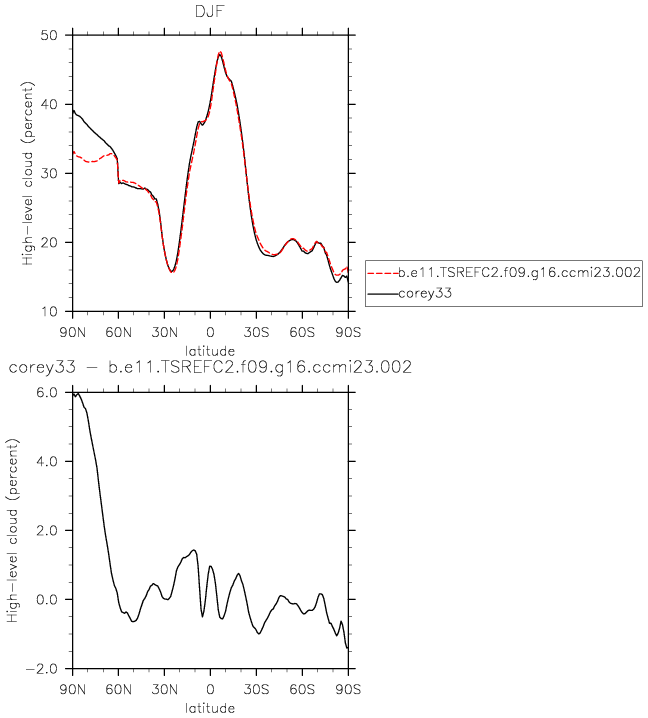 DJF
High-level cloud (percent)
50
40
30
20
10
90N 60N 30N 0 30S 60S 90S
latitude
b.e11.TSREFC2.f09.g16.ccmi23.002
corey33
corey33 - b.e11.TSREFC2.f09.g16.ccmi23.002
High-level cloud (percent)
6.0
4.0
2.0
0.0
-2.0
90N 60N 30N 0 30S 60S 90S
latitude